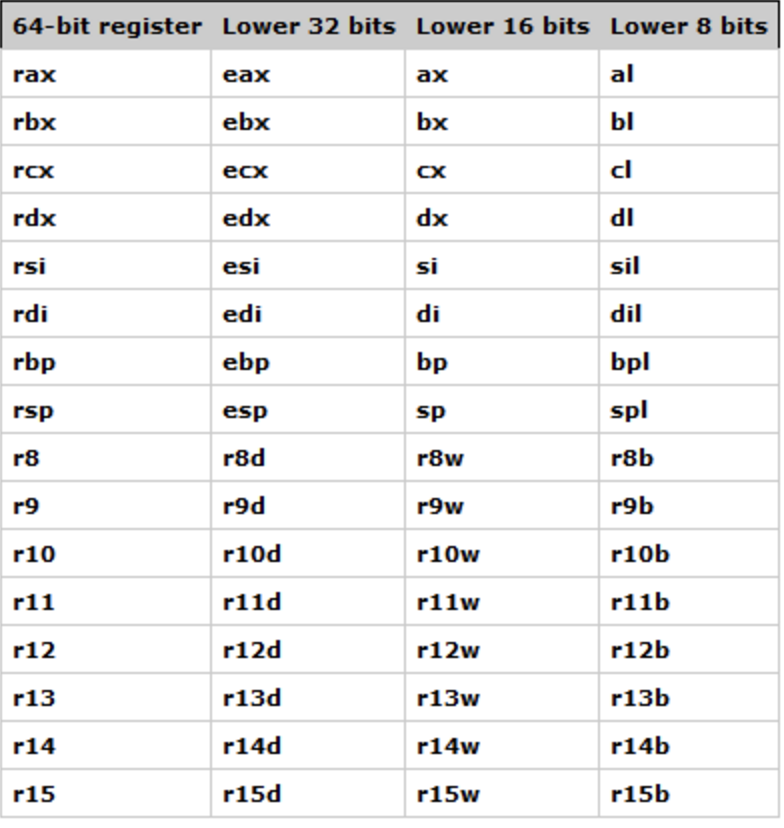 64-bit register Lower 32 bits Lower 16 bits Lower 8 bits
rax eax ax al
rbx ebx bx bl
rcx ecx cx cl
rdx edx dx dl
rsi esi si sil
rdi edi di dil
rbp ebp bp bpl
rsp esp sp spl
r8 r8d r8w r8b
r9 r9d r9w r9b
r10 r10d r10w r10b
r11 r11d r11w r11b
r12 r12d r12w r12b
r13 r13d r13w r13b
r14 r14d r14w r14b
r15 r15d r15w r15b